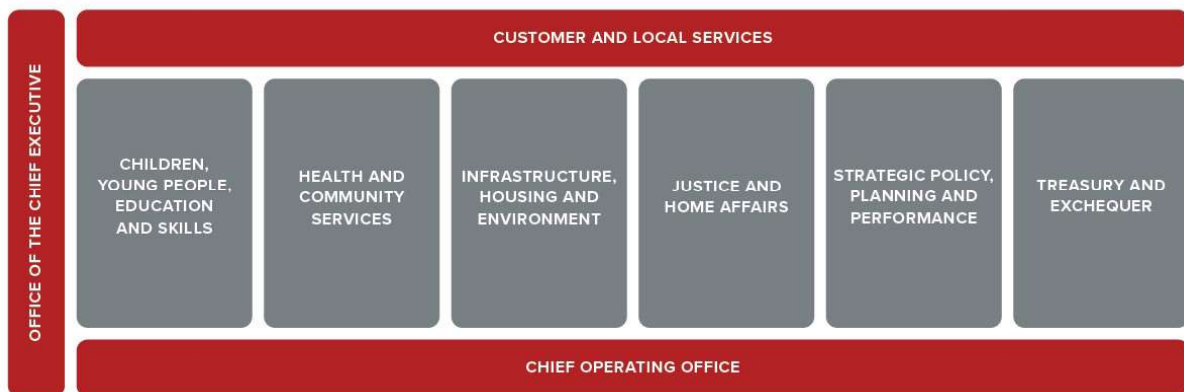 OFFICE OF THE CHIEF EXECUTIVE
CUSTOMER AND LOCAL SERVICES
CHILDREN,
YOUNG PEOPLE,
EDUCATION
AND SKILLS
HEALTH AND
COMMUNITY
SERVICES
INFRASTRUCTURE,
HOUSING AND
ENVIRONMENT
JUSTICE AND
HOME AFFAIRS
STRATEGIC POLICY,
PLANNING AND
PERFORMANCE
TREASURY AND
EXCHEQUER
CHIEF OPERATING OFFICE